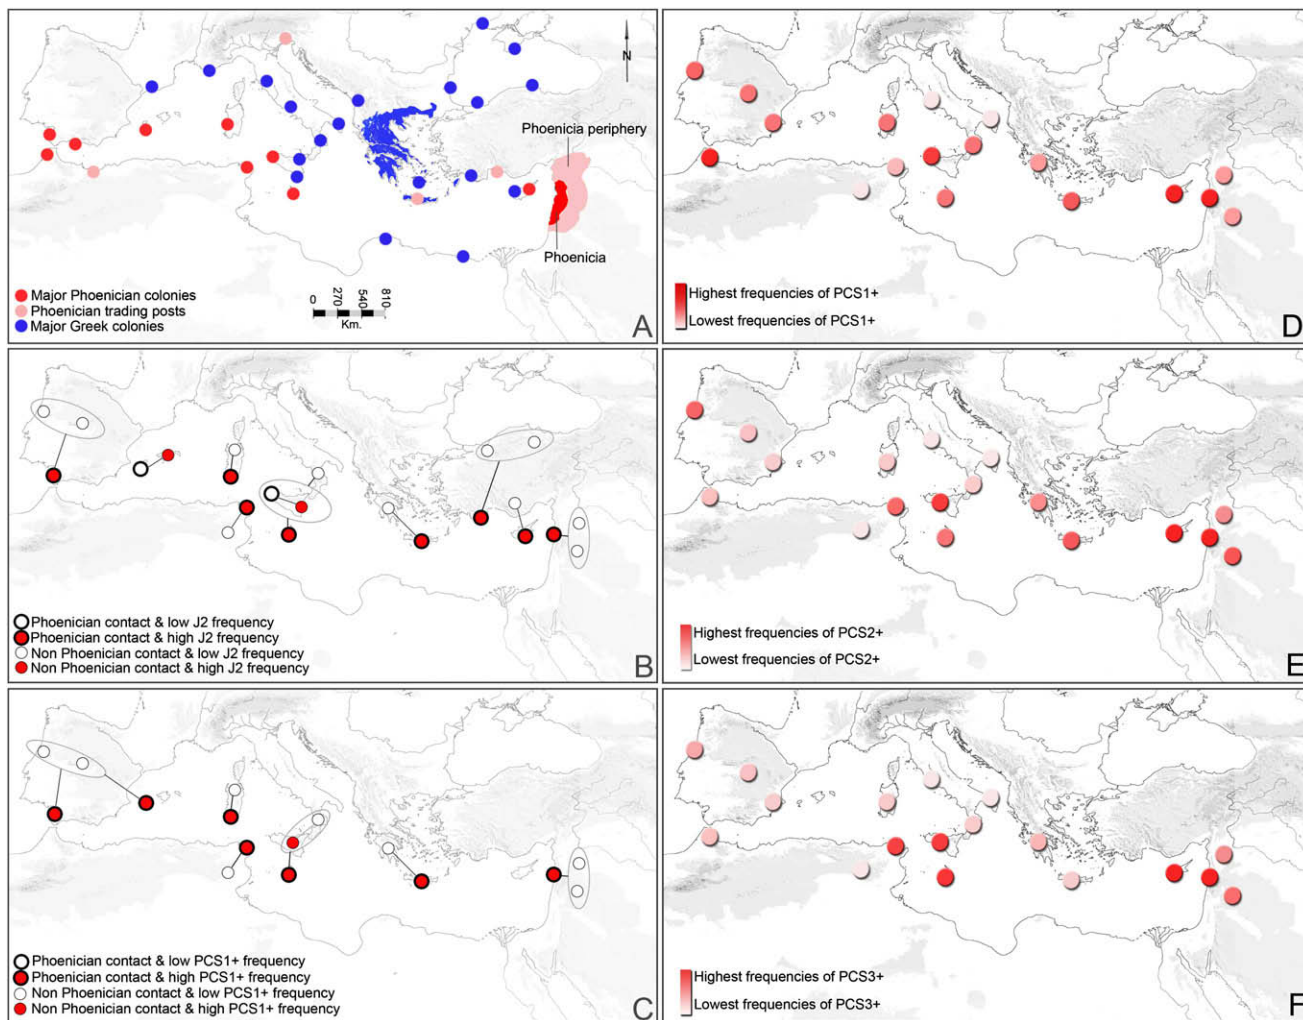 N
Phoenicia periphery
Phoenicia
Major Phoenician colonies
Phoenician trading posts
Major Greek colonies
0
270
540
810
Km.
A
Highest frequencies of PCS1+
Lowest frequencies of PCS1+
D
Phoenician contact & low J2 frequency
Phoenician contact & high J2 frequency
Non Phoenician contact & low J2 frequency
Non Phoenician contact & high J2 frequency
B
Highest frequencies of PCS2+
Lowest frequencies of PCS2+
E
Phoenician contact & low PCS1+ frequency
Phoenician contact & high PCS1+ frequency
Non Phoenician contact & low PCS1+ frequency
Non Phoenician contact & high PCS1+ frequency
C
Highest frequencies of PCS3+
Lowest frequencies of PCS3+
F